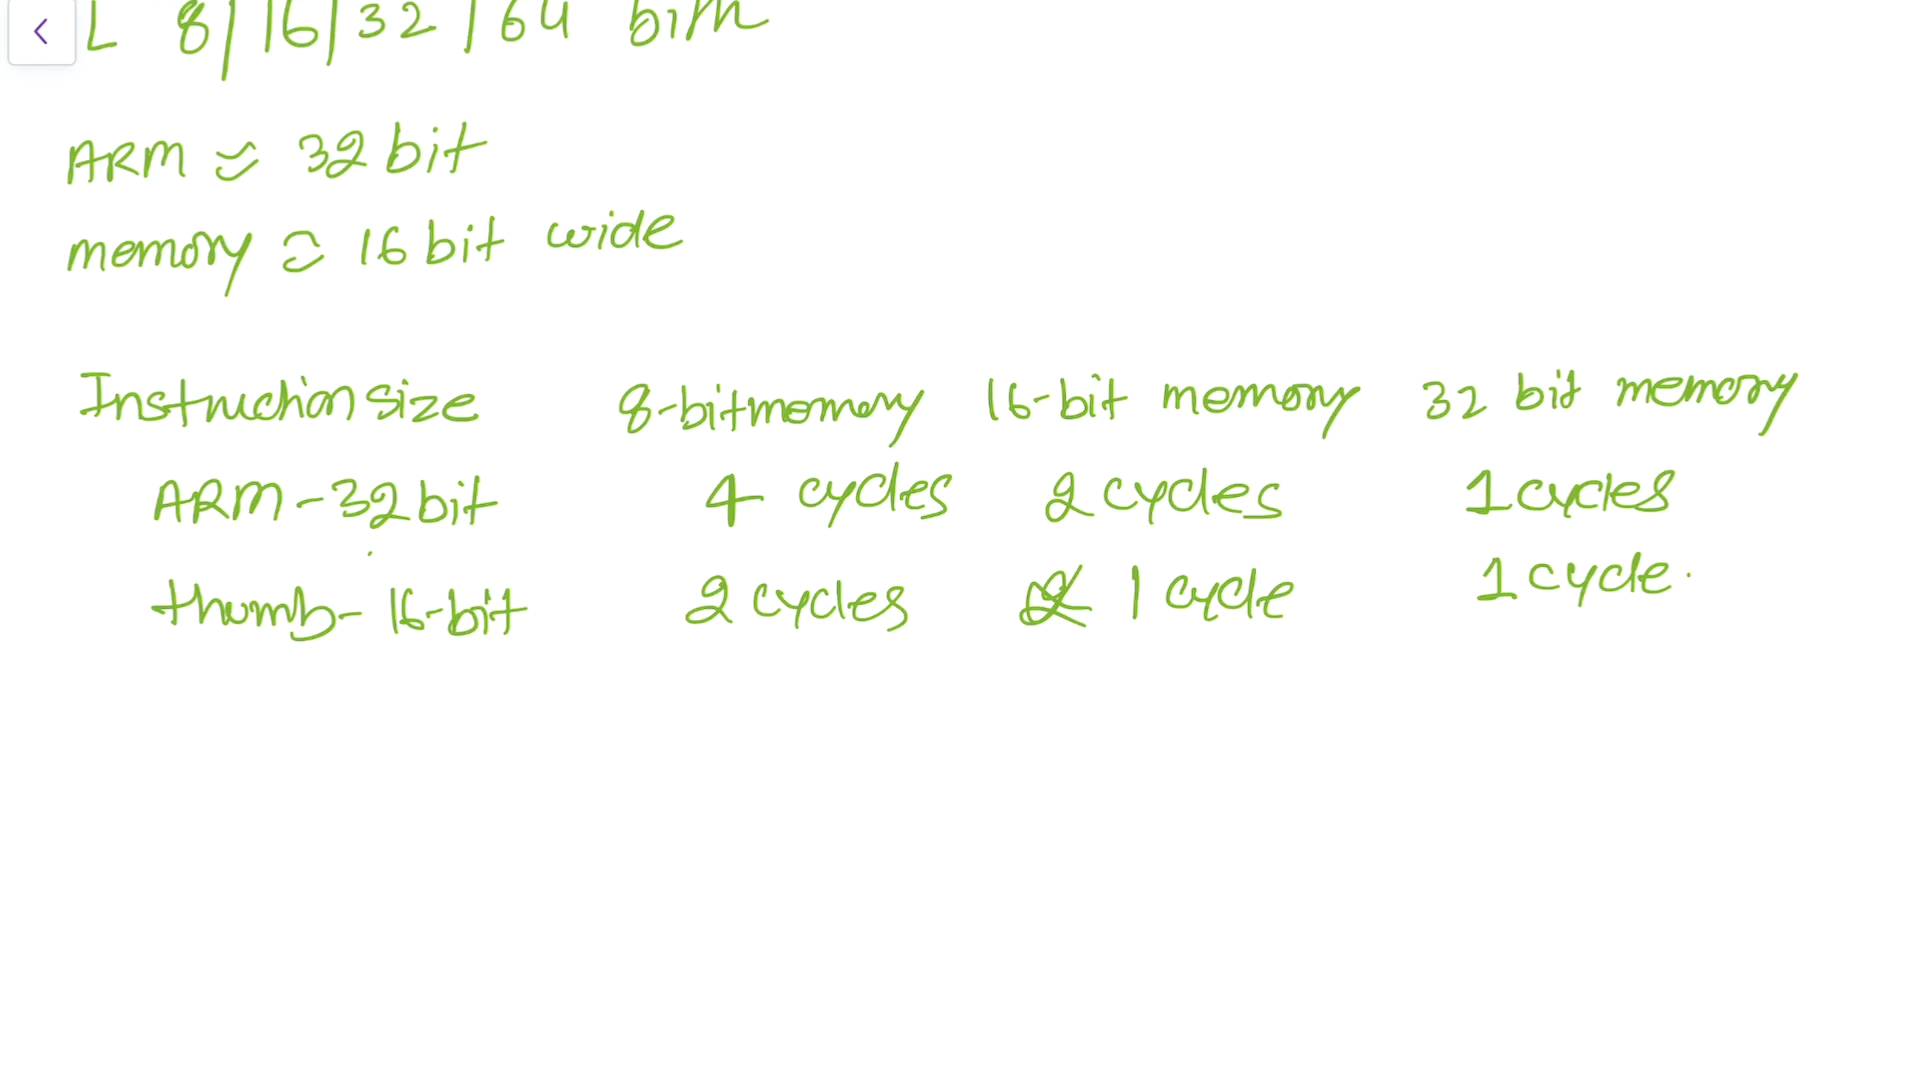 L 8/16/32/64 bit
ARM ≈ 32 bit
memory ≈ 16 bit wide
Instruction size 8-bit memory 16-bit memory 32 bit memory
ARM - 32 bit 4 cycles 2 cycles 1 cycles
thumb - 16-bit 2 cycles 1 cycle 1 cycle.